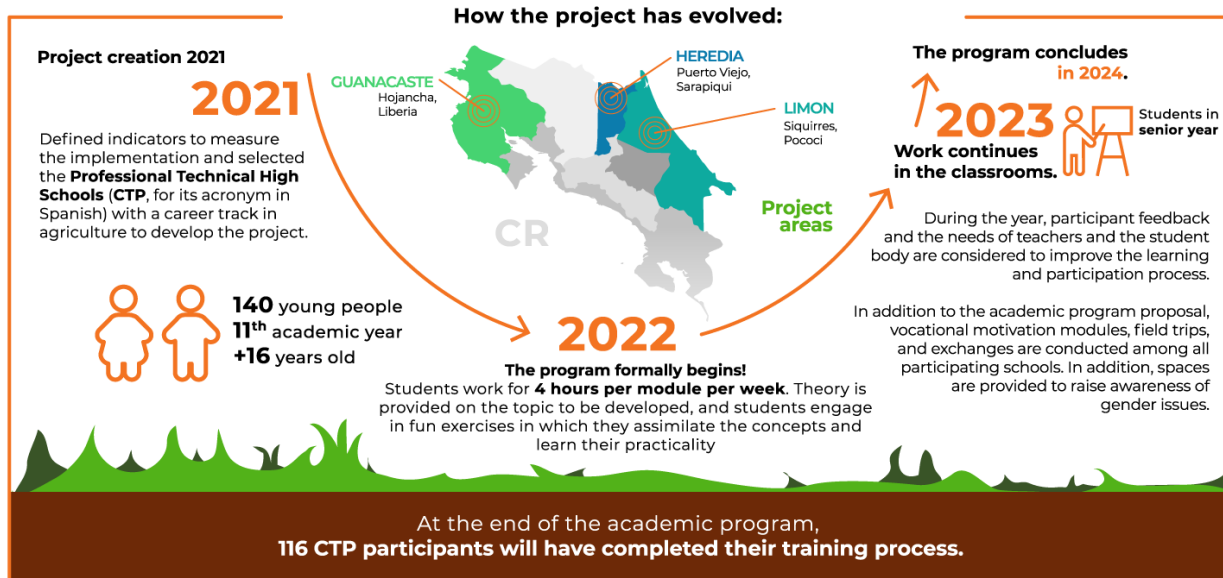 How the project has evolved:
Project creation 2021
2021
Defined indicators to measure
the implementation and selected
the Professional Technical High
Schools (CTP, for its acronym in
Spanish) with a career track in
agriculture to develop the project.
140 young people
11th academic year
+16 years old
GUANACASTE
Hojancha,
Liberia
HEREDIA
Puerto Viejo,
Sarapiqui
LIMON
Siquirres,
Pococi
CR
Project
areas
2022
The program formally begins!
Students work for 4 hours per module per week. Theory is
provided on the topic to be developed, and students engage
in fun exercises in which they assimilate the concepts and
learn their practicality
The program concludes
in 2024.
2023
Students in
senior year
Work continues
in the classrooms.
During the year, participant feedback
and the needs of teachers and the student
body are considered to improve the learning
and participation process.
In addition to the academic program proposal,
vocational motivation modules, field trips,
and exchanges are conducted among all
participating schools. In addition, spaces
are provided to raise awareness of
gender issues.
At the end of the academic program,
116 CTP participants will have completed their training process.